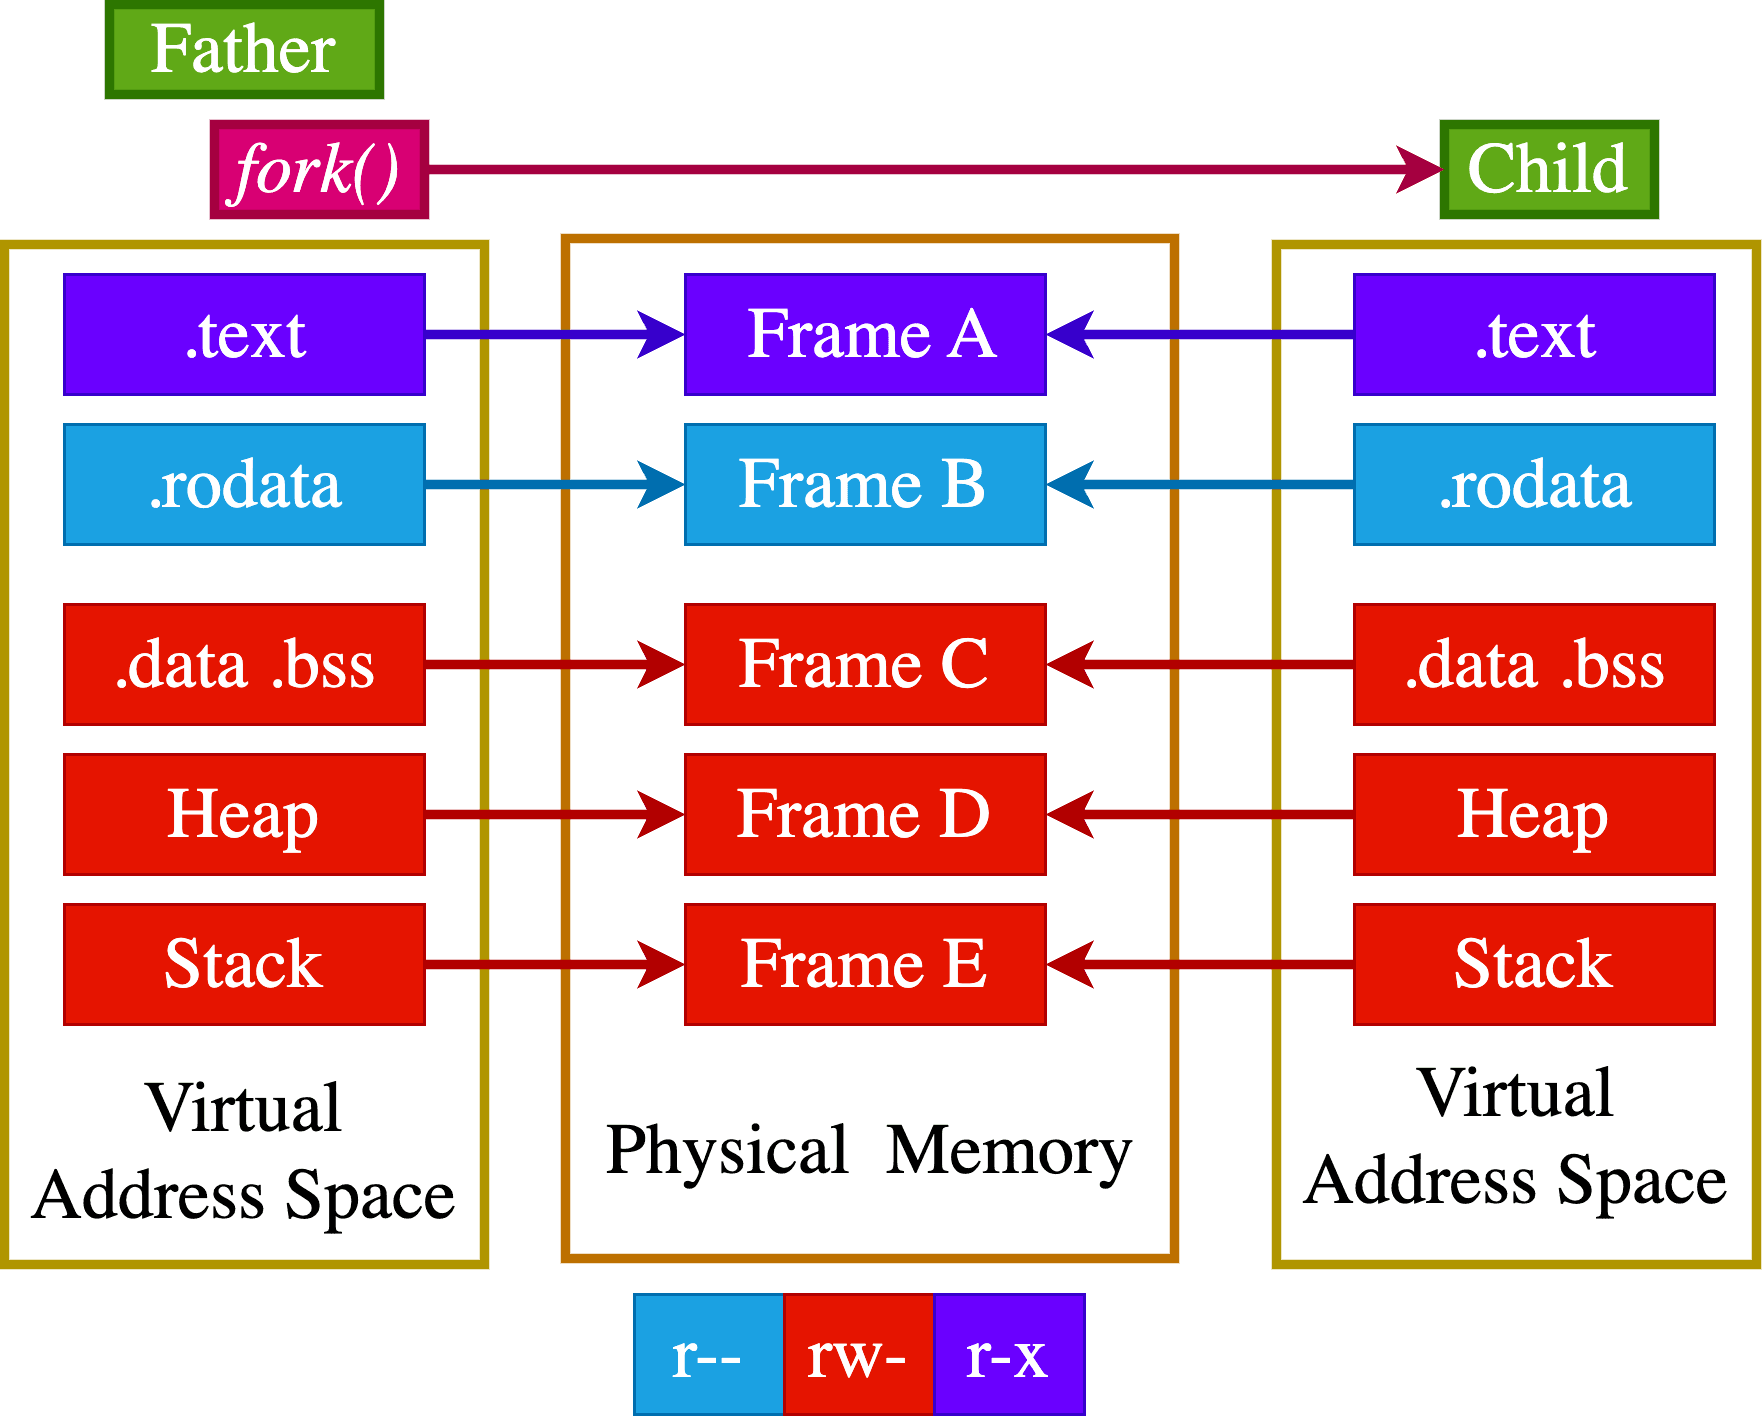 Father
fork()
Child
.text
Frame A
.text
.rodata
Frame B
.rodata
.data .bss
Frame C
.data .bss
Heap
Frame D
Heap
Stack
Frame E
Stack
Virtual
Address Space
Physical Memory
Virtual
Address Space
r--
rw-
r-x